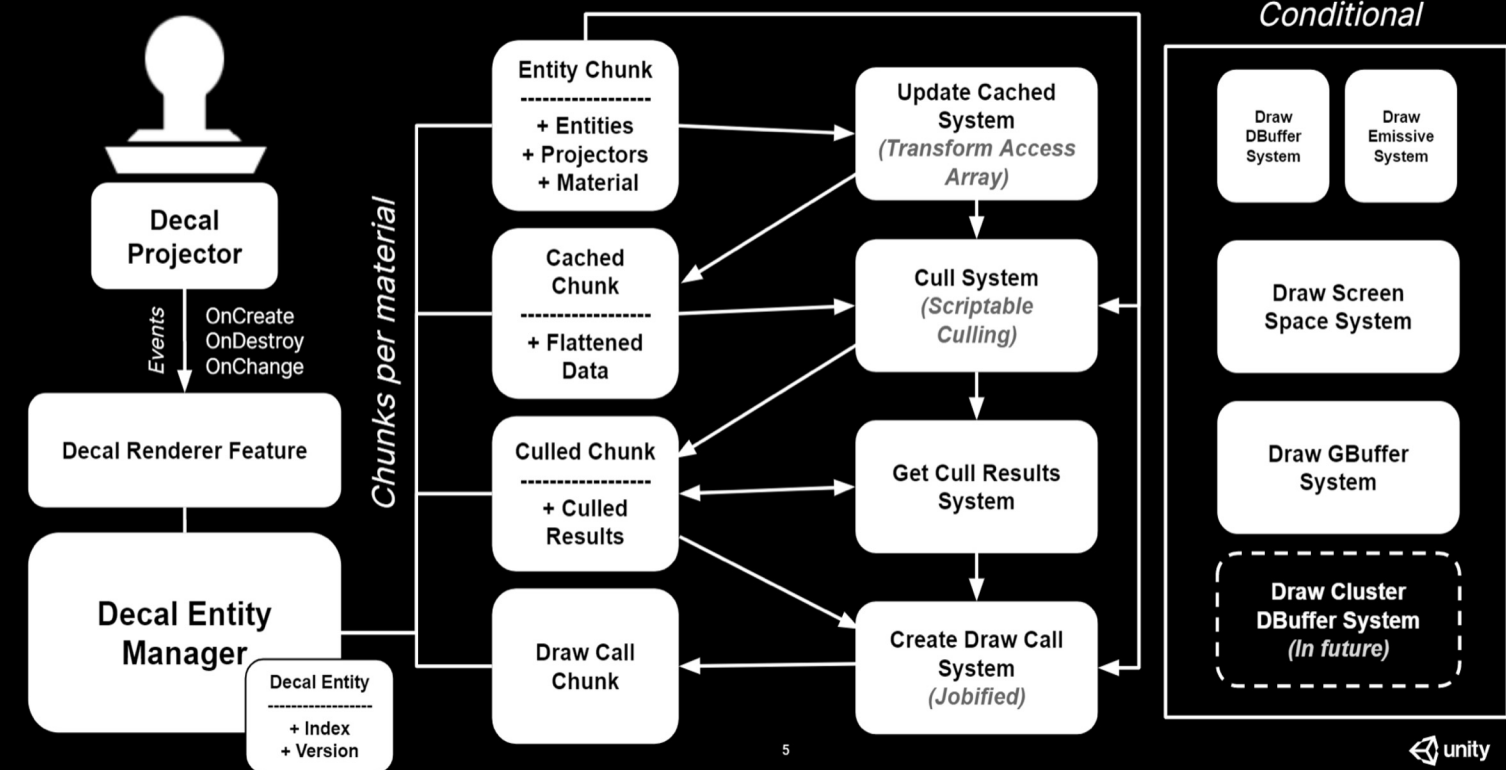 Decal
Projector
Events
OnCreate
OnDestroy
OnChange
Decal Renderer Feature
Decal Entity
Manager
Decal Entity
-------------------
+ Index
+ Version
Chunks per material
Entity Chunk
-------------------
+ Entities
+ Projectors
+ Material
Cached
Chunk
-------------------
+ Flattened
Data
Culled Chunk
-------------------
+ Culled
Results
Draw Call
Chunk
Update Cached
System
(Transform Access
Array)
Cull System
(Scriptable
Culling)
Get Cull Results
System
Create Draw Call
System
(Jobified)
Conditional
Draw
DBuffer
System
Draw
Emissive
System
Draw Screen
Space System
Draw GBuffer
System
Draw Cluster
DBuffer System
(In future)
5
unity